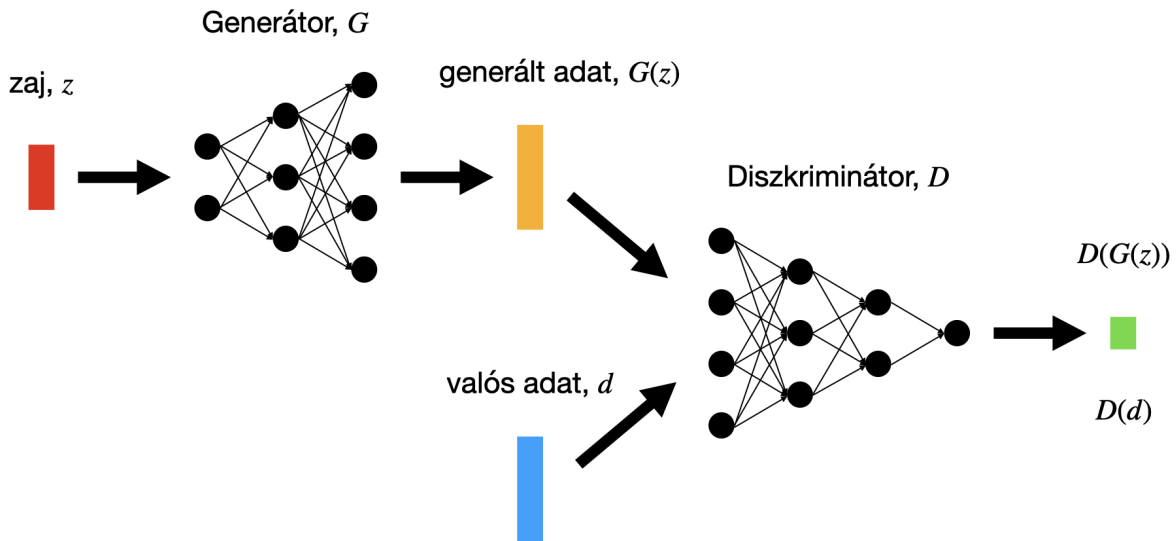 Generátor, G
zaj, z
generált adat, G(z)
Diszkriminátor, D
D(G(z))
valós adat, d
D(d)